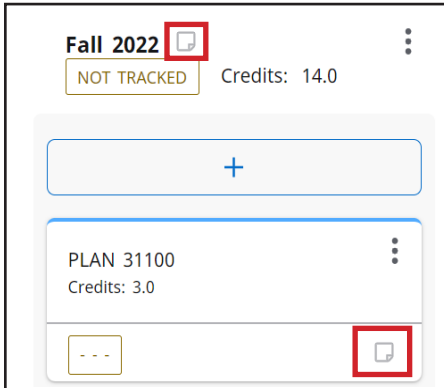 Fall 2022
NOT TRACKED Credits: 14.0
+
PLAN 31100
Credits: 3.0
- - -